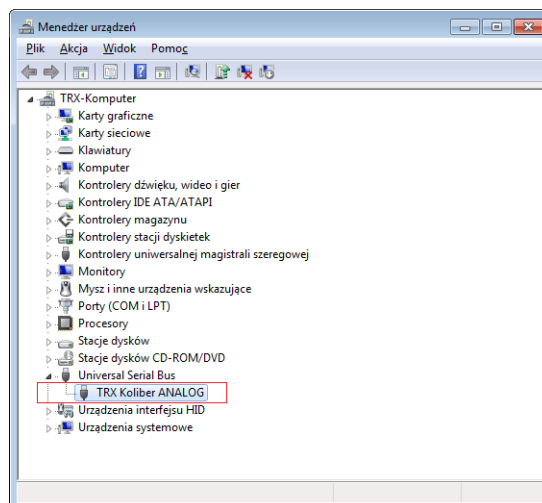 Menedżer urządzeń
Plik Akcja Widok Pomoc
TRX-Komputer
Karty graficzne
Karty sieciowe
Klawiatury
Komputer
Kontrolery dźwięku, wideo i gier
Kontrolery IDE ATA/ATAPI
Kontrolery magazynu
Kontrolery stacji dyskietek
Kontrolery uniwersalnej magistrali szeregowej
Monitory
Mysz i inne urządzenia wskazujące
Porty (COM i LPT)
Procesory
Stacje dysków
Stacje dysków CD-ROM/DVD
Universal Serial Bus
TRX Koliber ANALOG
Urządzenia interfejsu HID
Urządzenia systemowe